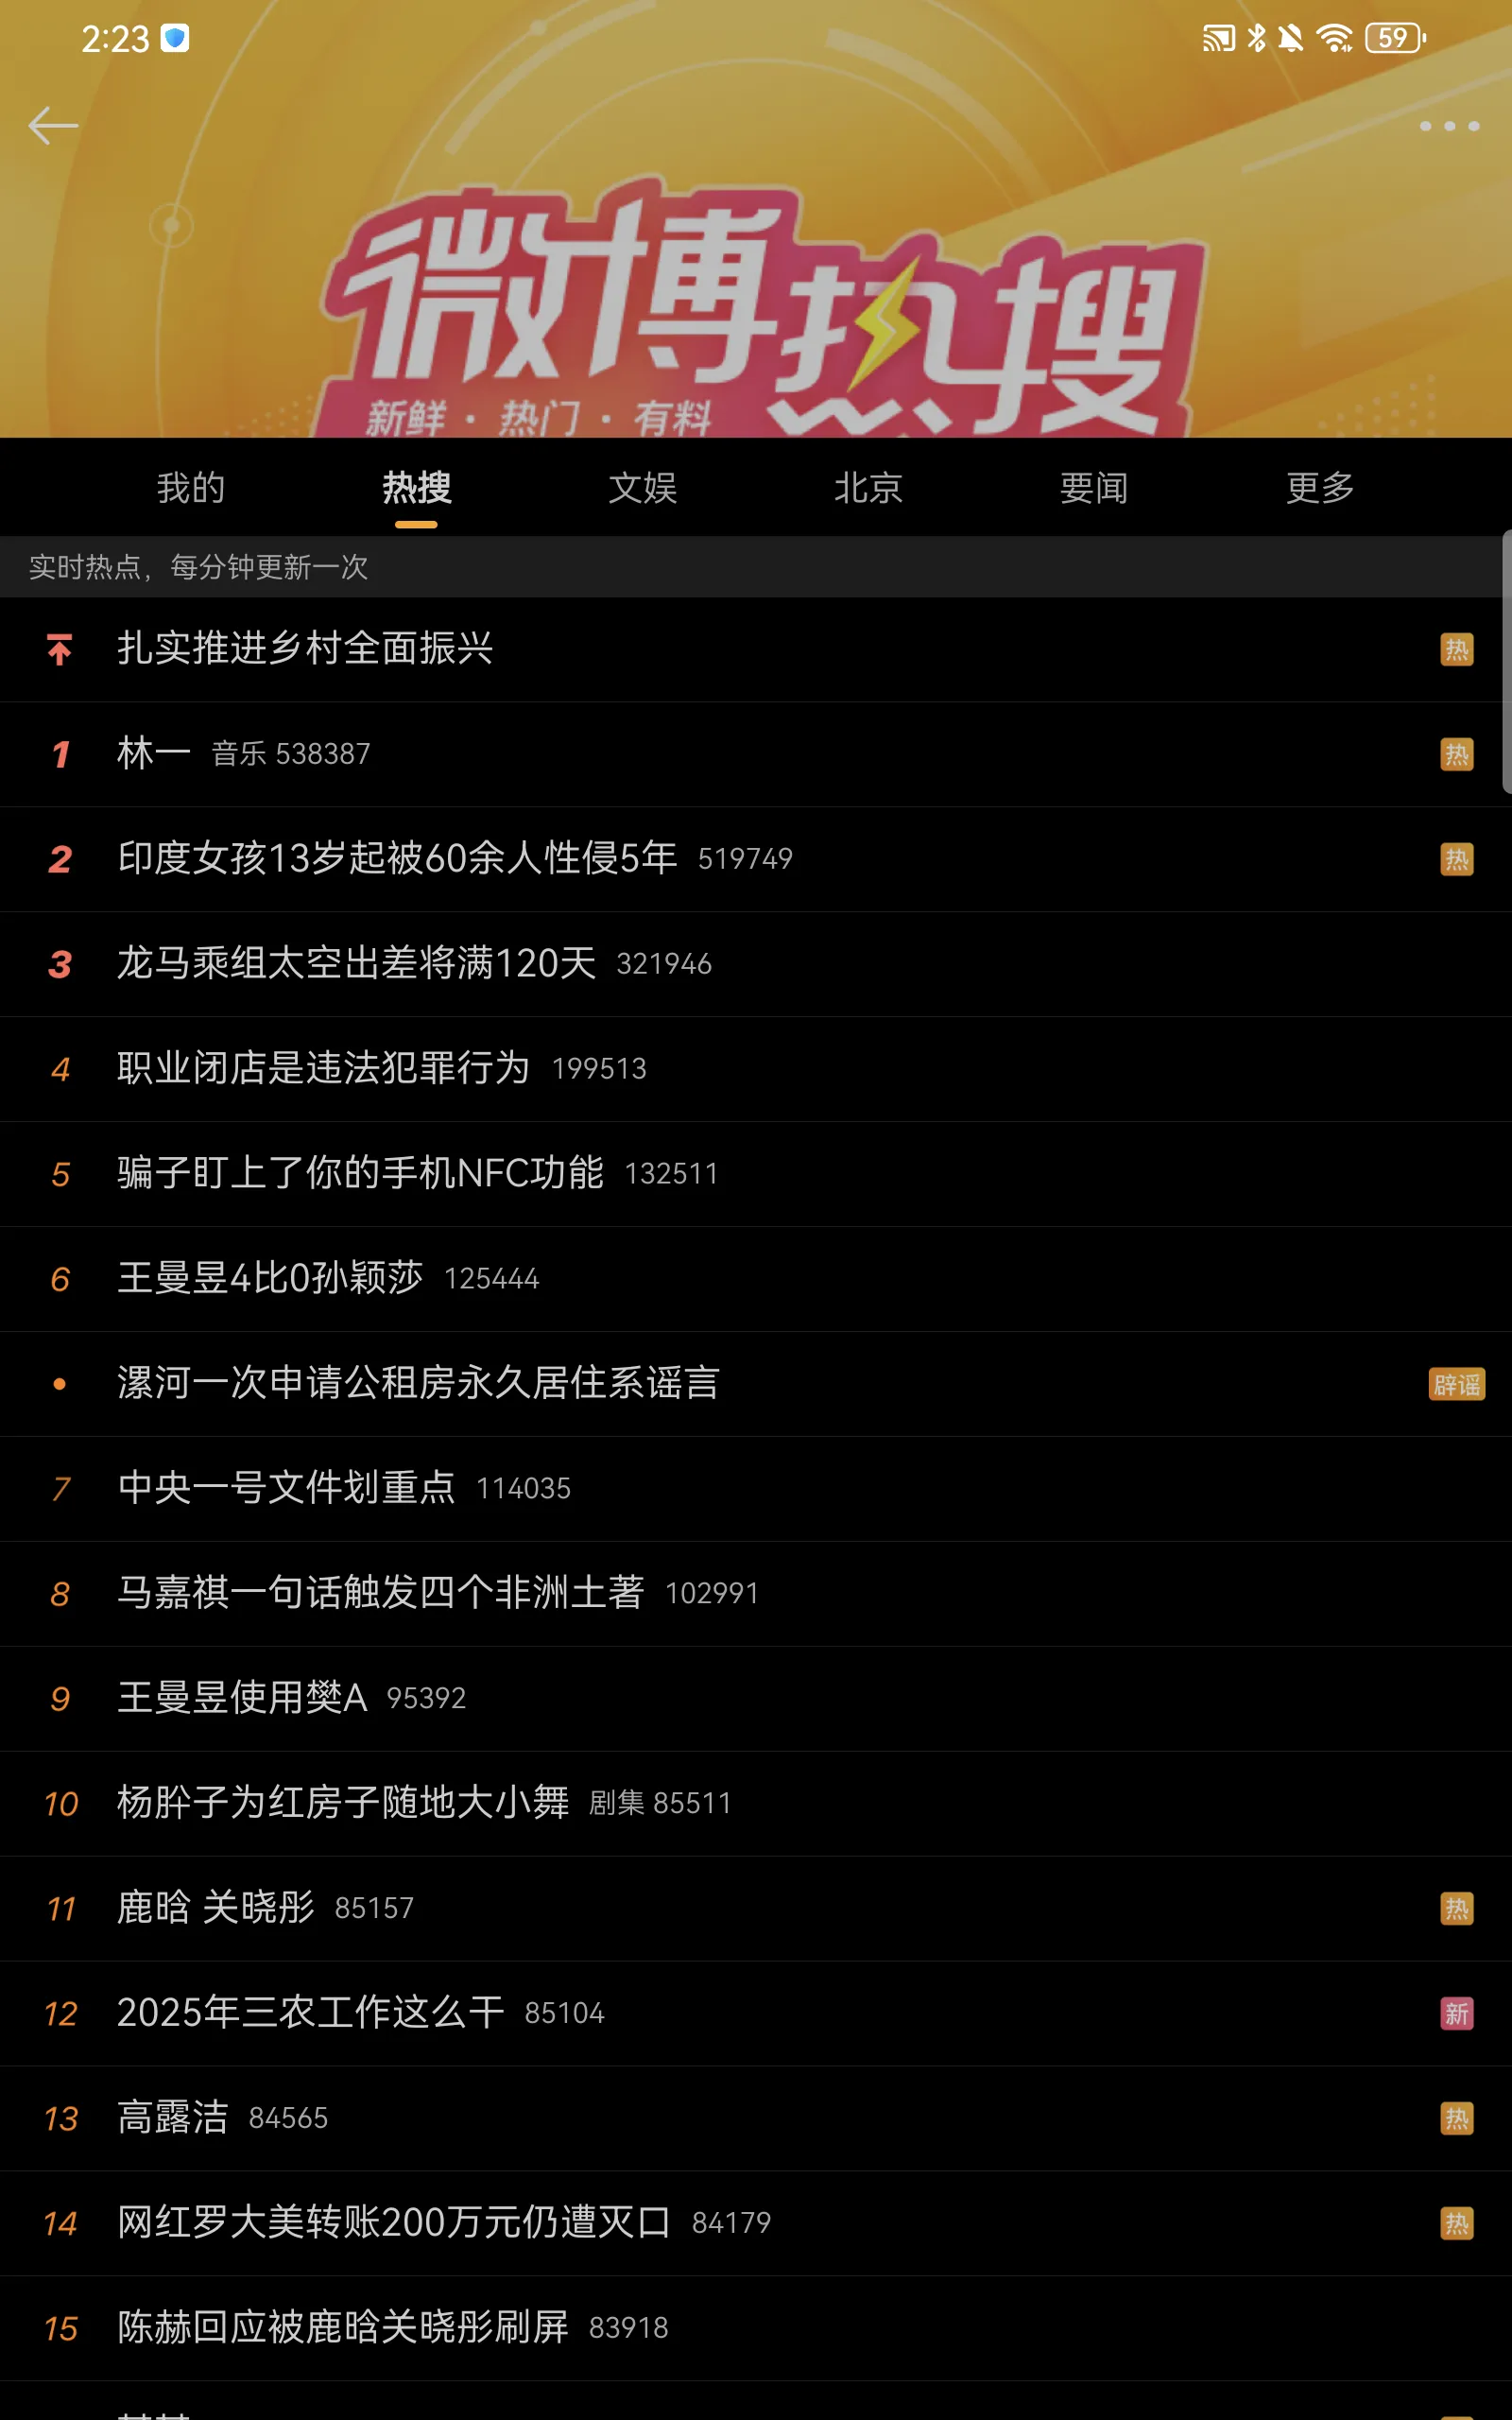 2:23
59
微博热搜
新鲜 · 热门 · 有料
我的 热搜 文娱 北京 要闻 更多
实时热点，每分钟更新一次
扎实推进乡村全面振兴 热
1 林一 音乐 538387 热
2 印度女孩13岁起被60余人性侵5年 519749 热
3 龙马乘组太空出差将满120天 321946
4 职业闭店是违法犯罪行为 199513
5 骗子盯上了你的手机NFC功能 132511
6 王曼昱4比0孙颖莎 125444
• 漯河一次申请公租房永久居住系谣言 辟谣
7 中央一号文件划重点 114035
8 马嘉祺一句话触发四个非洲土著 102991
9 王曼昱使用樊A 95392
10 杨肸子为红房子随地大小舞 剧集 85511
11 鹿晗 关晓彤 85157 热
12 2025年三农工作这么干 85104 新
13 高露洁 84565 热
14 网红罗大美转账200万元仍遭灭口 84179 热
15 陈赫回应被鹿晗关晓彤刷屏 83918